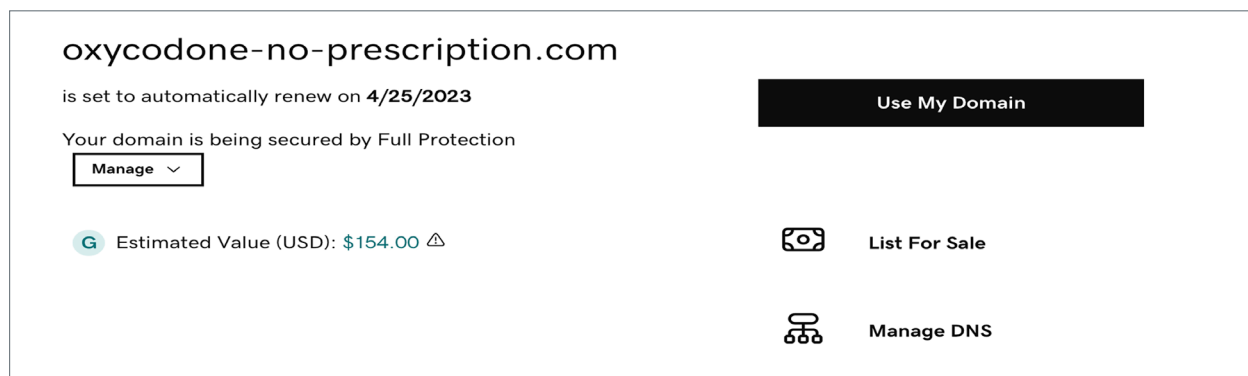 oxycodone-no-prescription.com
is set to automatically renew on 4/25/2023
Use My Domain
Your domain is being secured by Full Protection
Manage
G Estimated Value (USD): $154.00
List For Sale
Manage DNS